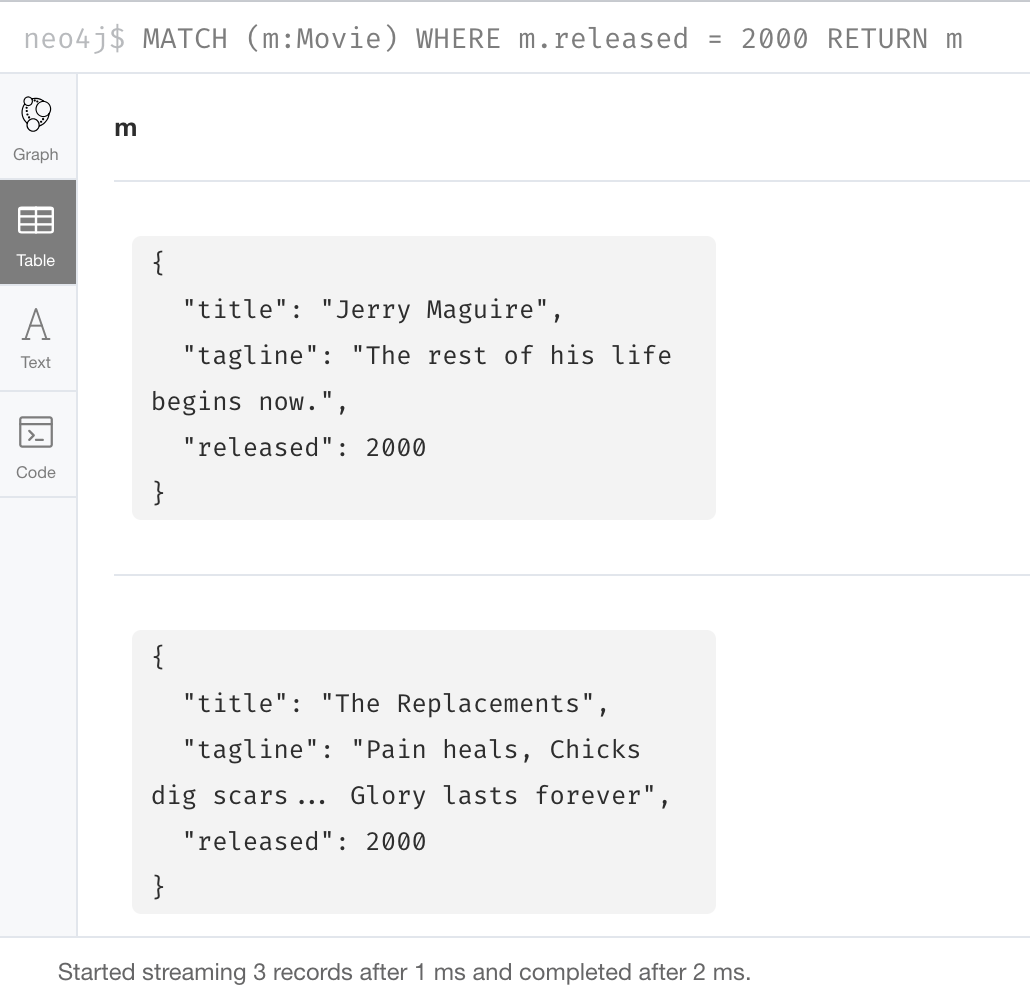 neo4j$ MATCH (m:Movie) WHERE m.released = 2000 RETURN m
Graph
Table
A
Text
>_
Code
m
{
"title": "Jerry Maguire",
"tagline": "The rest of his life
begins now.",
"released": 2000
}
{
"title": "The Replacements",
"tagline": "Pain heals, Chicks
dig scars... Glory lasts forever",
"released": 2000
}
Started streaming 3 records after 1 ms and completed after 2 ms.